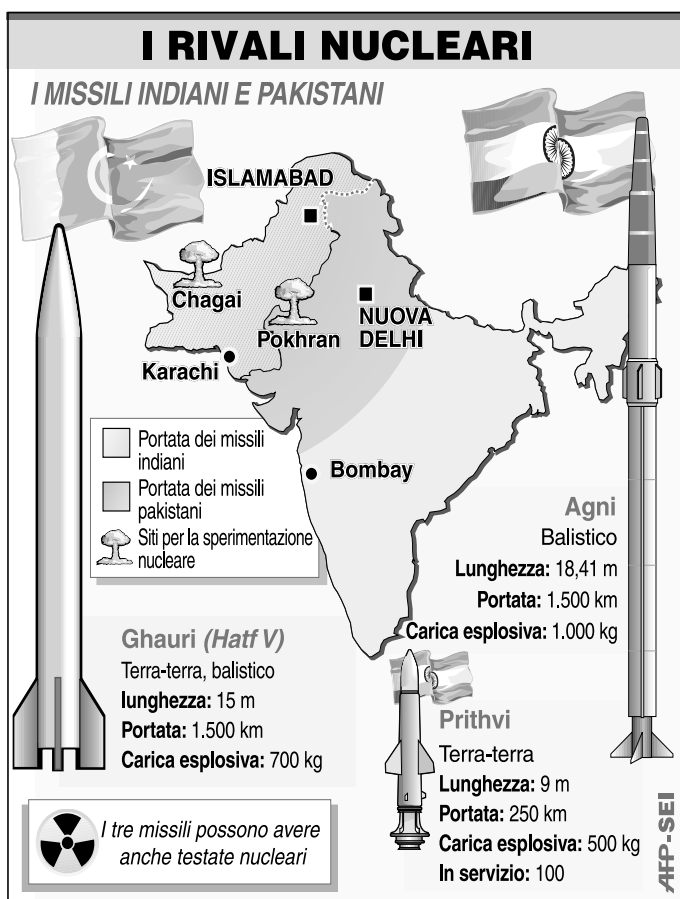 I RIVALI NUCLEARI
I MISSILI INDIANI E PAKISTANI
ISLAMABAD
Chagai
Pokhran
NUOVA
DELHI
Karachi
Bombay
Portata dei missili
indiani
Portata dei missili
pakistani
Siti per la sperimentazione
nucleare
Agni
Balistico
Lunghezza: 18,41 m
Portata: 1.500 km
Carica esplosiva: 1.000 kg
Ghauri (Hatf V)
Terra-terra, balistico
lunghezza: 15 m
Portata: 1.500 km
Carica esplosiva: 700 kg
Prithvi
Terra-terra
Lunghezza: 9 m
Portata: 250 km
Carica esplosiva: 500 kg
In servizio: 100
I tre missili possono avere
anche testate nucleari
AFP-SEI